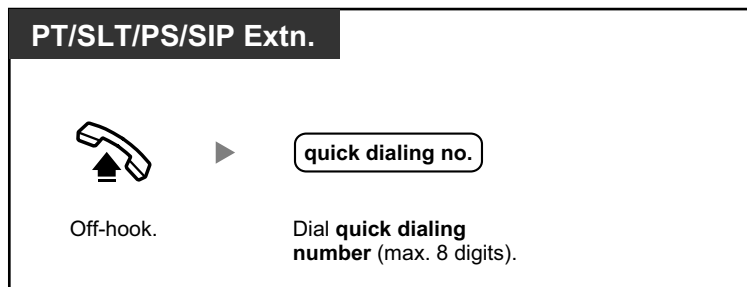 PT/SLT/PS/SIP Extn.
quick dialing no.
Off-hook.
Dial quick dialing
number (max. 8 digits).